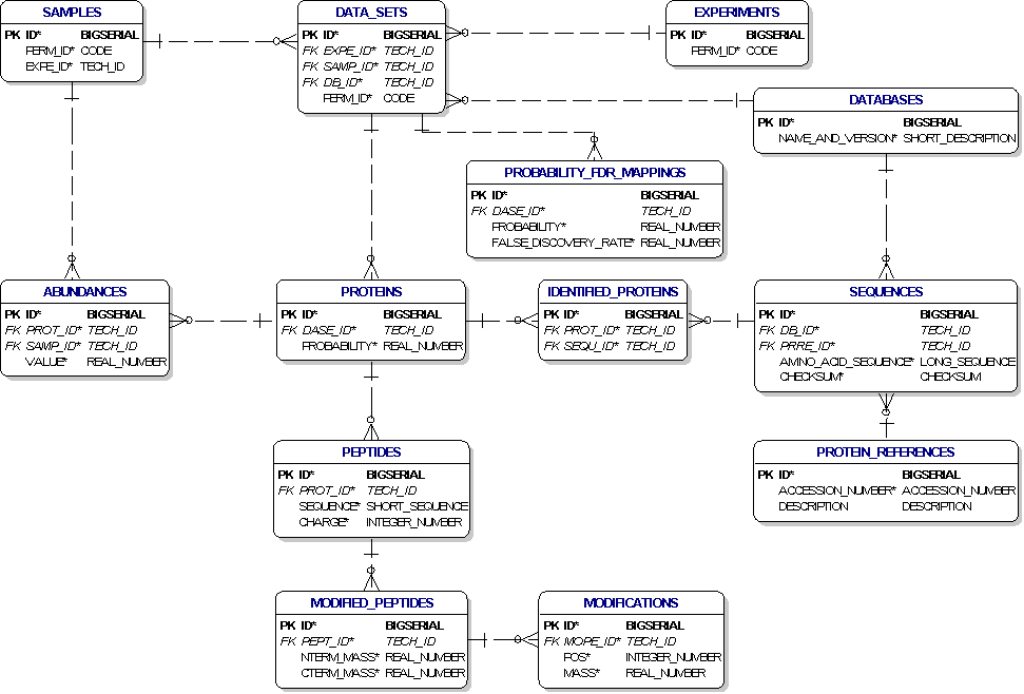 SAMPLES
PK ID* BIGSERIAL
PERM_ID* CODE
EXPE_ID* TECH_ID
DATA_SETS
PK ID* BIGSERIAL
FK EXPE_ID* TECH_ID
FK SAMP_ID* TECH_ID
FK DB_ID* TECH_ID
PERM_ID* CODE
EXPERIMENTS
PK ID* BIGSERIAL
PERM_ID* CODE
DATABASES
PK ID* BIGSERIAL
NAME_AND_VERSION* SHORT_DESCRIPTION
PROBABILITY_FDR_MAPPINGS
PK ID* BIGSERIAL
FK DASE_ID* TECH_ID
PROBABILITY* REAL_NUMBER
FALSE_DISCOVERY_RATE* REAL_NUMBER
ABUNDANCES
PK ID* BIGSERIAL
FK PROT_ID* TECH_ID
FK SAMP_ID* TECH_ID
VALUE* REAL_NUMBER
PROTEINS
PK ID* BIGSERIAL
FK DASE_ID* TECH_ID
PROBABILITY* REAL_NUMBER
IDENTIFIED_PROTEINS
PK ID* BIGSERIAL
FK PROT_ID* TECH_ID
FK SEQU_ID* TECH_ID
SEQUENCES
PK ID* BIGSERIAL
FK DB_ID* TECH_ID
FK PRRE_ID* TECH_ID
AMINO_ACID_SEQUENCE* LONG_SEQUENCE
CHECKSUM* CHECKSUM
PEPTIDES
PK ID* BIGSERIAL
FK PROT_ID* TECH_ID
SEQUENCE* SHORT_SEQUENCE
CHARGE* INTEGER_NUMBER
PROTEIN_REFERENCES
PK ID* BIGSERIAL
ACCESSION_NUMBER* ACCESSION_NUMBER
DESCRIPTION DESCRIPTION
MODIFIED_PEPTIDES
PK ID* BIGSERIAL
FK PEPT_ID* TECH_ID
NTERM_MASS* REAL_NUMBER
CTERM_MASS* REAL_NUMBER
MODIFICATIONS
PK ID* BIGSERIAL
FK MOPE_ID* TECH_ID
POS* INTEGER_NUMBER
MASS* REAL_NUMBER